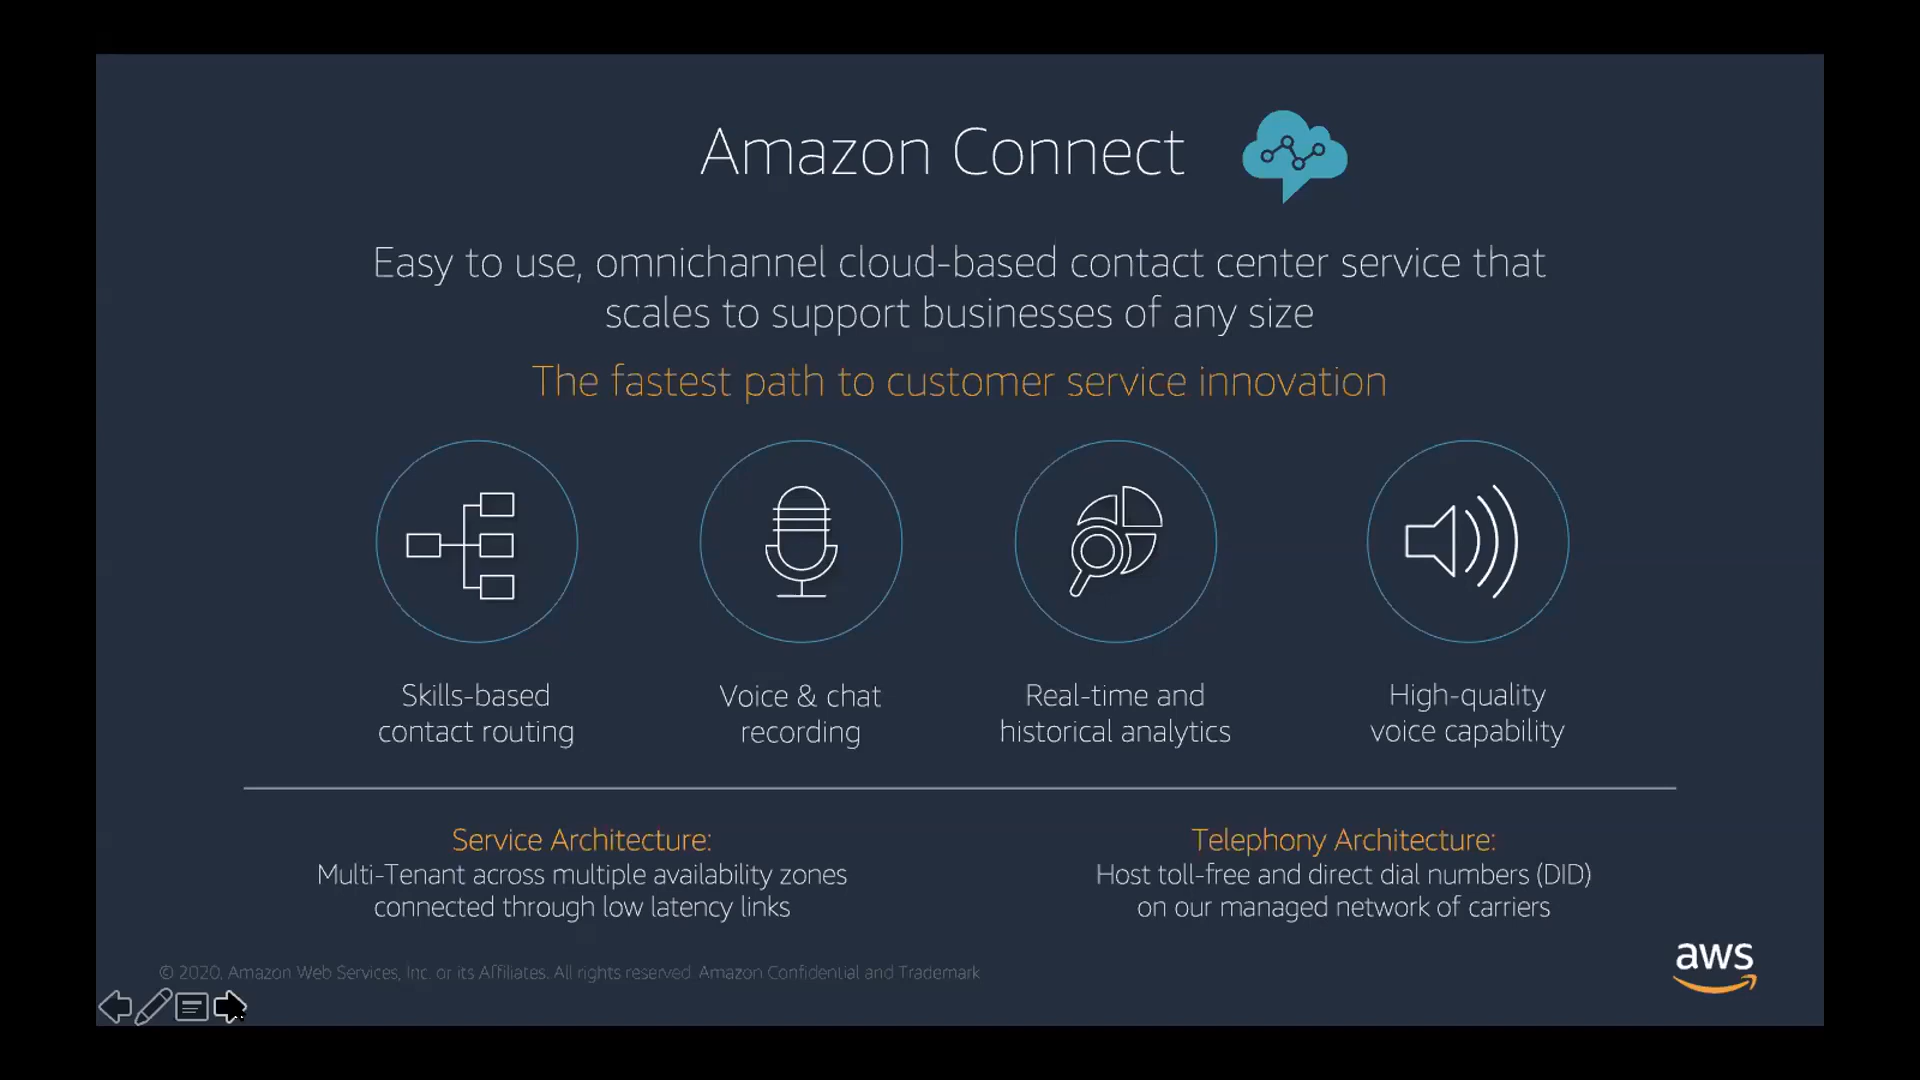 Amazon Connect
Easy to use, omnichannel cloud-based contact center service that
scales to support businesses of any size
The fastest path to customer service innovation
Skills-based
contact routing
Voice & chat
recording
Real-time and
historical analytics
High-quality
voice capability
Service Architecture:
Multi-Tenant across multiple availability zones
connected through low latency links
Telephony Architecture:
Host toll-free and direct dial numbers (DID)
on our managed network of carriers
© 2020, Amazon Web Services, Inc. or its Affiliates. All rights reserved. Amazon Confidential and Trademark
aws